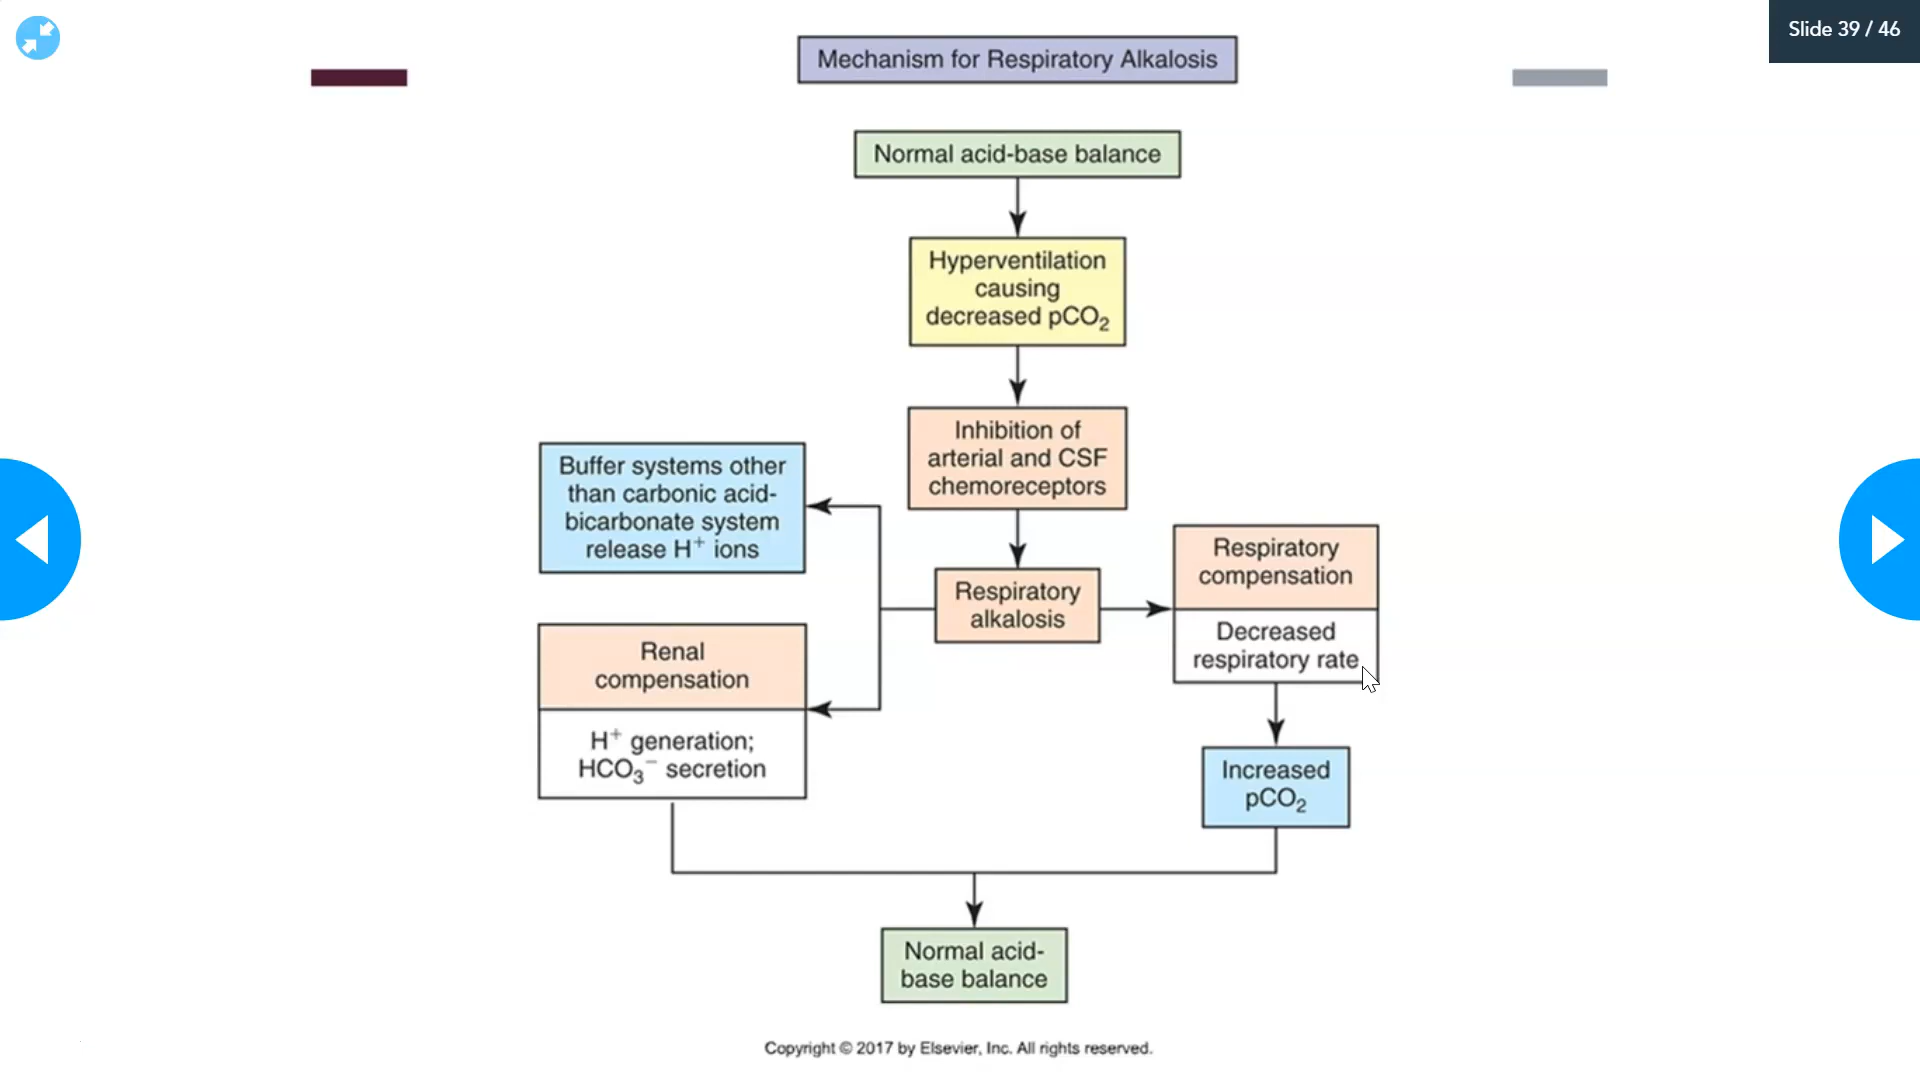 Slide 39 / 46
Mechanism for Respiratory Alkalosis
Normal acid-base balance
Hyperventilation
causing
decreased pCO₂
Inhibition of
arterial and CSF
chemoreceptors
Buffer systems other
than carbonic acid-
bicarbonate system
release H⁺ ions
Respiratory
alkalosis
Respiratory
compensation
Decreased
respiratory rate
Renal
compensation
H⁺ generation;
HCO₃⁻ secretion
Increased
pCO₂
Normal acid-
base balance
Copyright © 2017 by Elsevier, Inc. All rights reserved.